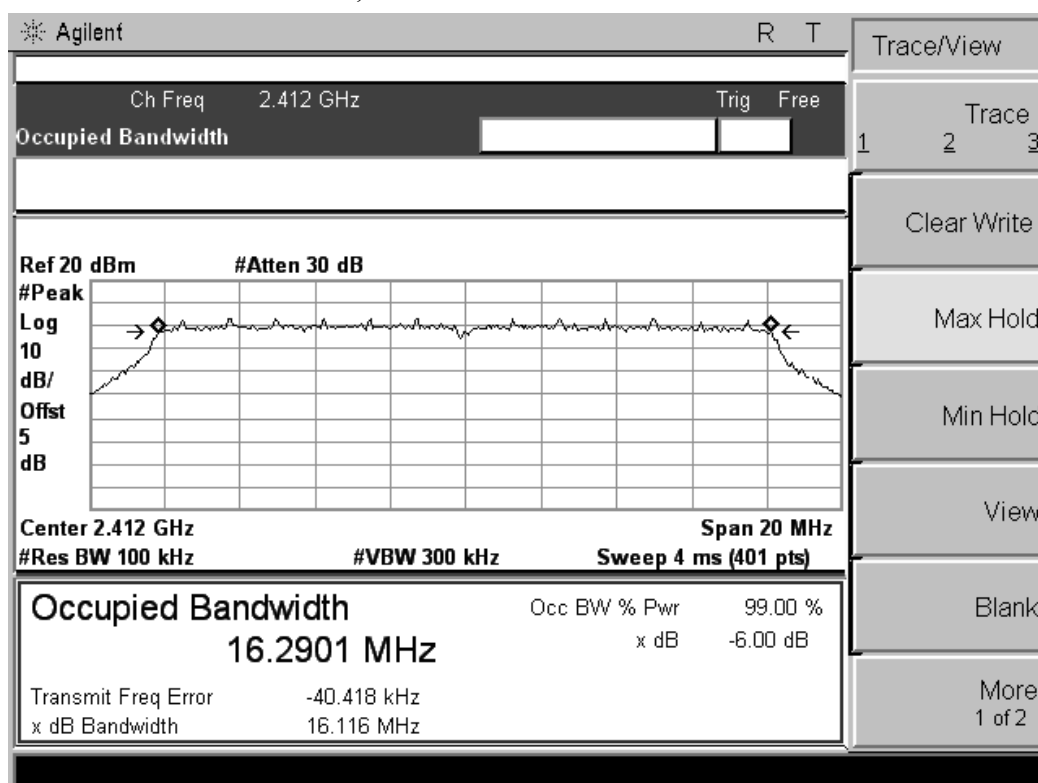 Agilent R T
Trace/View
Ch Freq 2.412 GHz Trig Free
Occupied Bandwidth
Trace
1 2 3
Clear Write
Ref 20 dBm #Atten 30 dB
#Peak
Log
10
dB/
Offst
5
dB
Max Hold
Min Hold
View
Center 2.412 GHz Span 20 MHz
#Res BW 100 kHz #VBW 300 kHz Sweep 4 ms (401 pts)
Occupied Bandwidth Occ BW % Pwr 99.00 %
16.2901 MHz x dB -6.00 dB
Transmit Freq Error -40.418 kHz
x dB Bandwidth 16.116 MHz
Blank
More
1 of 2